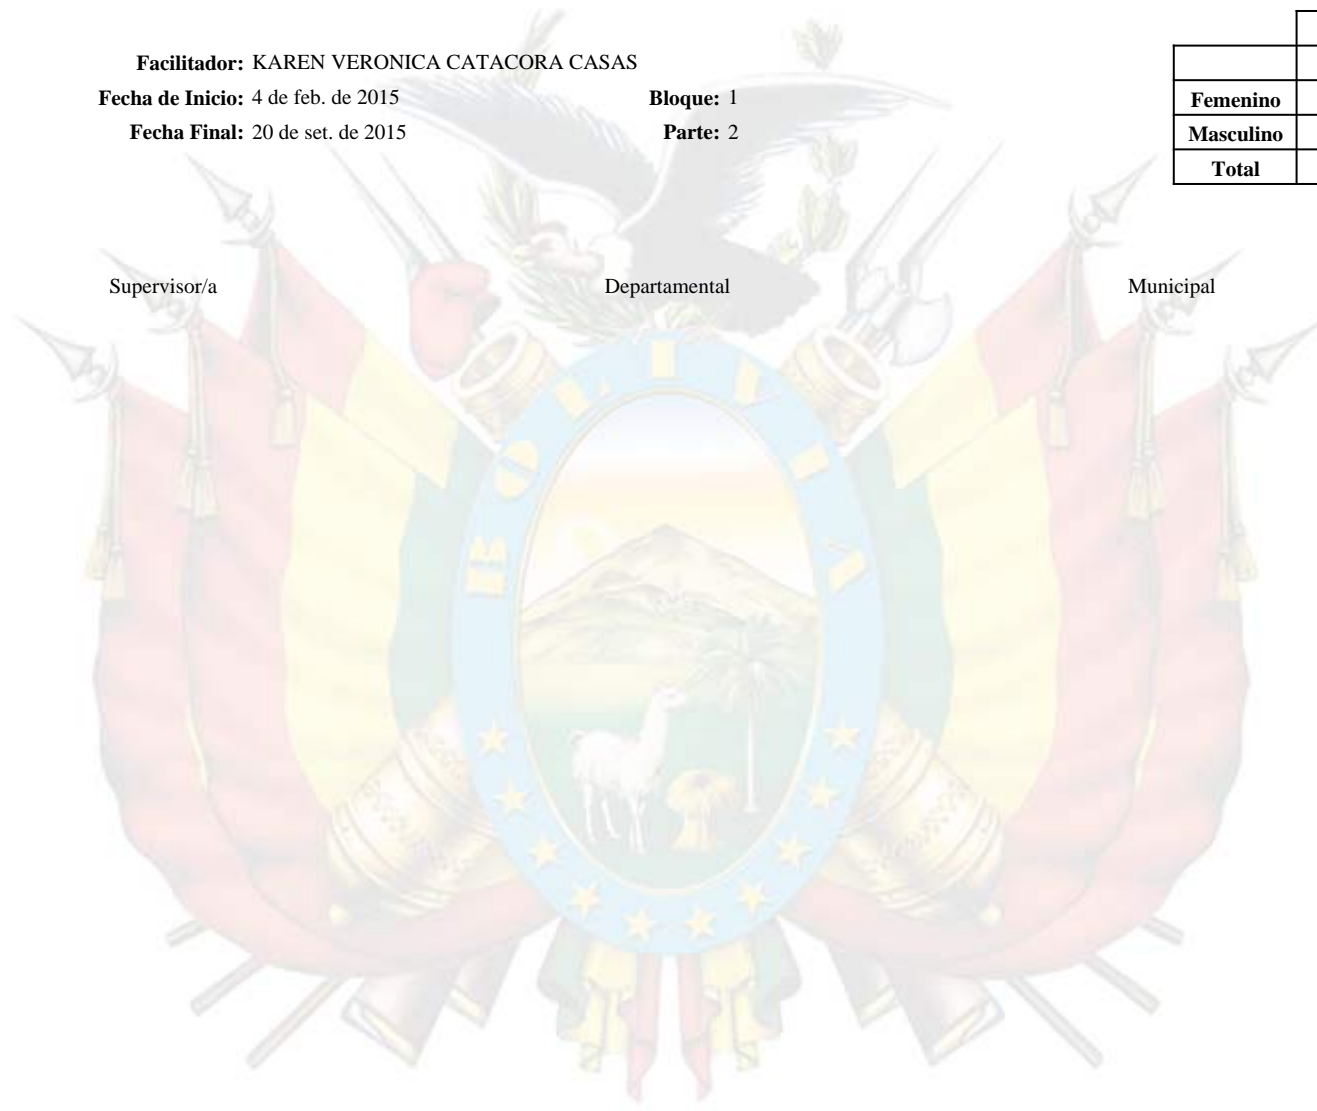 Facilitador: KAREN VERONICA CATACORA CASAS
Fecha de Inicio: 4 de feb. de 2015 Bloque: 1
Fecha Final: 20 de set. de 2015 Parte: 2
Femenino
Masculino
Total
Supervisor/a Departamental Municipal
BOLIVIA